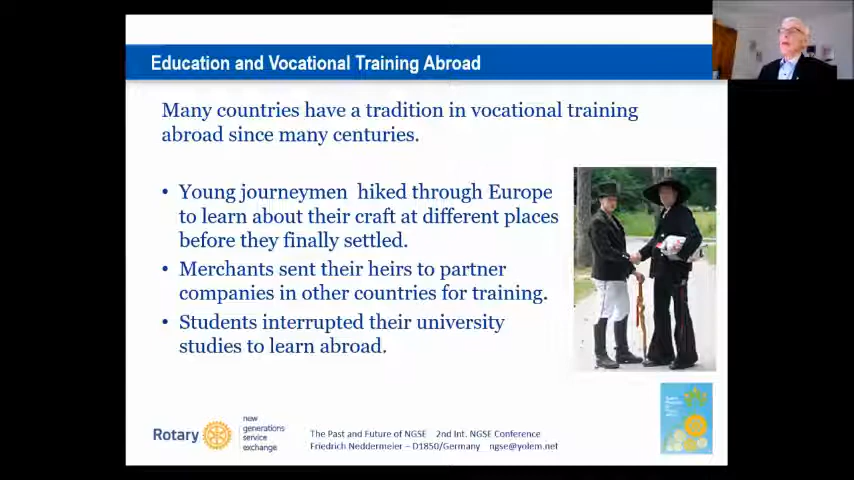 Education and Vocational Training Abroad
Many countries have a tradition in vocational training
abroad since many centuries.
• Young journeymen hiked through Europe
to learn about their craft at different places
before they finally settled.
• Merchants sent their heirs to partner
companies in other countries for training.
• Students interrupted their university
studies to learn abroad.
Rotary
new
generations
service
exchange
The Past and Future of NGSE 2nd Int. NGSE Conference
Friedrich Neddermeier – D1850/Germany ngse@yolem.net